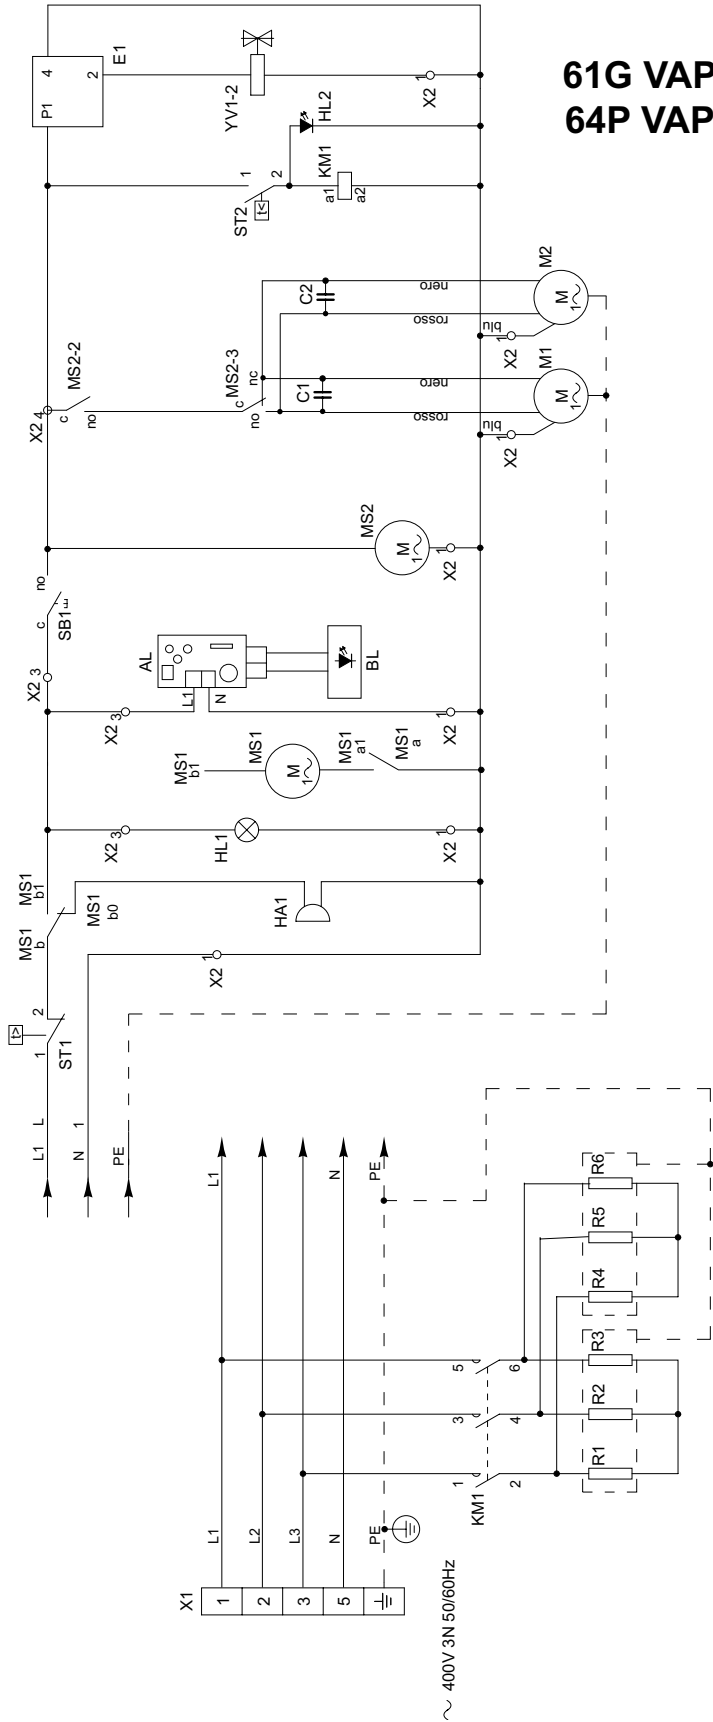 61G VAP
64P VAP
4
2
P1
E1
YV1-2
1
X2
HL2
KM1
a1
a2
1
2
ST2
t<
MS2-2
X2
4
c
no
MS2-3
c
nc
no
C2
nero
rosso
blu
1
X2
M2
M
1
C1
nero
rosso
blu
1
X2
M1
M
1
MS2
M
1
1
X2
no
c
SB1
E
X2
3
AL
L1
N
BL
X2
3
1
X2
MS1
b1
MS1
M
1
MS1
a1
MS1
a
X2
3
HL1
1
X2
MS1
b1
MS1
b
MS1
b0
HA1
1
X2
t>
2
1
ST1
L1
L
N
1
PE
L1
N
PE
R6
R5
R4
R3
R2
R1
5
3
1
6
4
2
KM1
L1
L2
L3
N
PE
X1
1
2
3
5
~ 400V 3N 50/60Hz